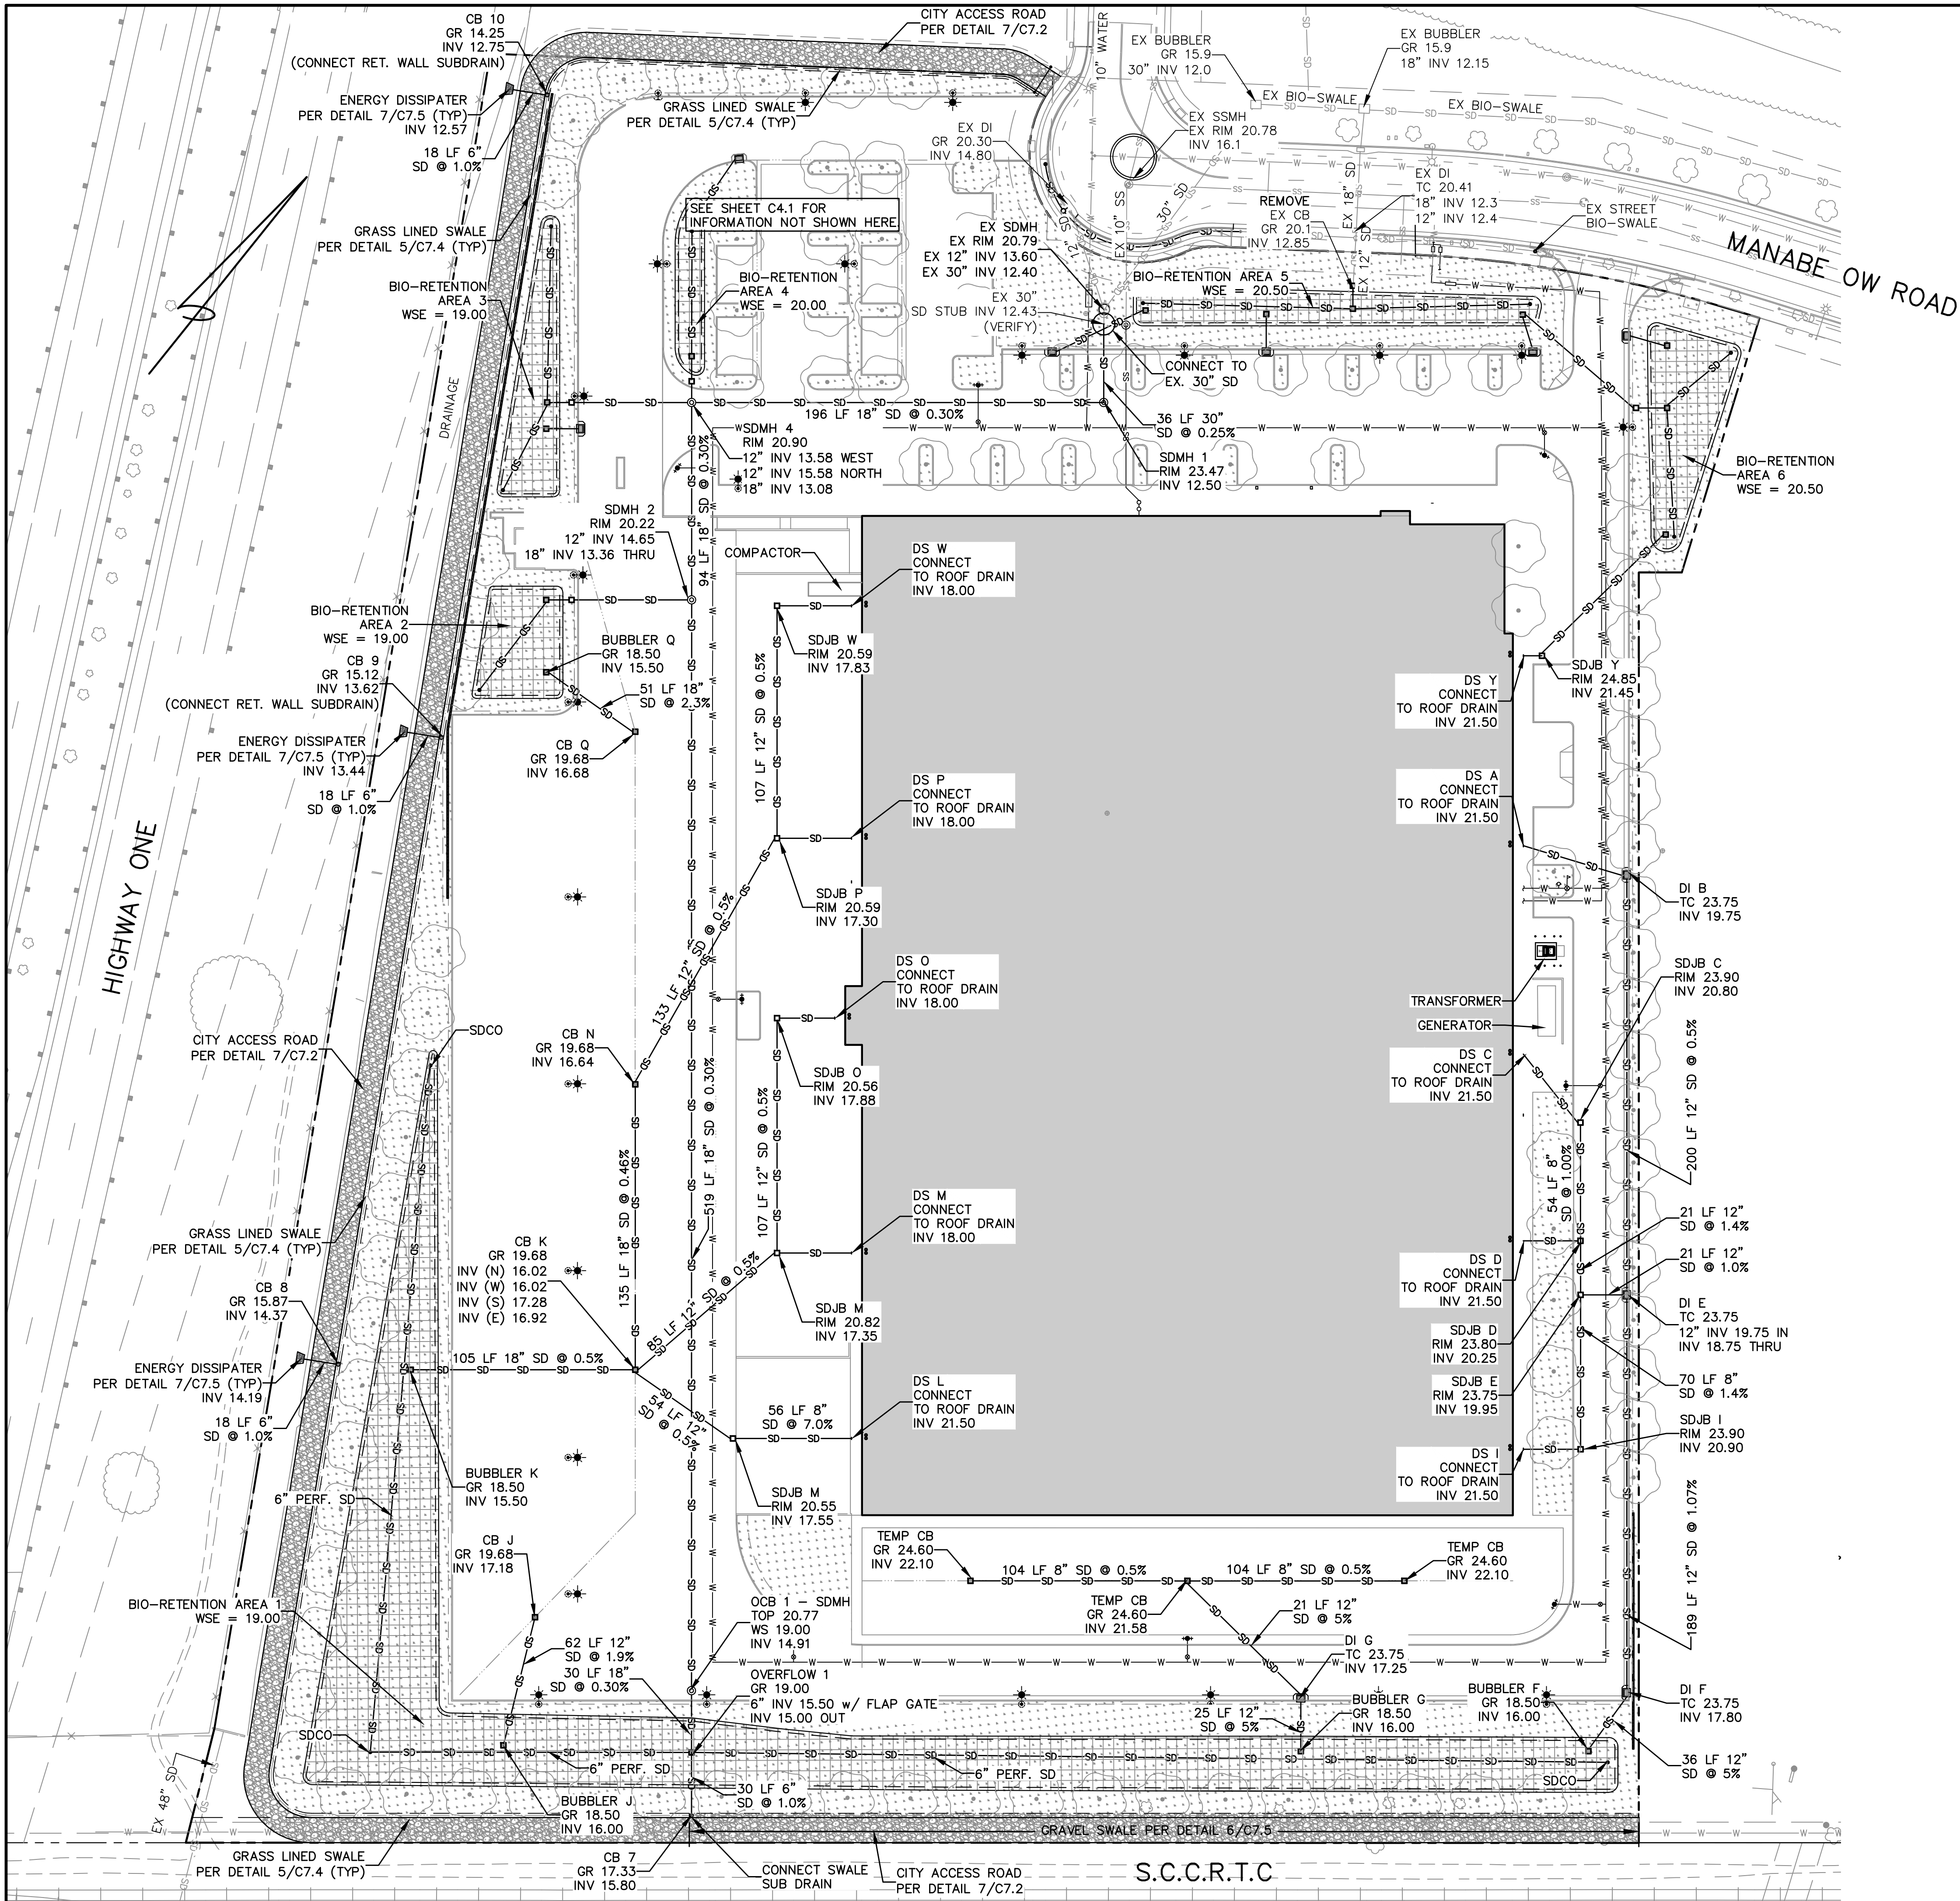 CB 10
GR 14.25
INV 12.75
(CONNECT RET. WALL SUBDRAIN)
ENERGY DISSIPATER
PER DETAIL 7/C7.5 (TYP)
INV 12.57
18 LF 6"
SD @ 1.0%
GRASS LINED SWALE
PER DETAIL 5/C7.4 (TYP)
BIO-RETENTION
AREA 3
WSE = 19.00
CITY ACCESS ROAD
PER DETAIL 7/C7.2
GRASS LINED SWALE
PER DETAIL 5/C7.4 (TYP)
SEE SHEET C4.1 FOR
INFORMATION NOT SHOWN HERE
BIO-RETENTION
AREA 4
WSE = 20.00
10" WATER
EX BUBBLER
GR 15.9
30" INV 12.0
EX BUBBLER
GR 15.9
18" INV 12.15
EX BIO-SWALE
EX BIO-SWALE
EX DI
GR 20.30
INV 14.80
EX SSMH
EX RIM 20.78
INV 16.1
12" SD
EX 10" SS
30" SD
EX 18" SD
EX 12" SD
REMOVE
EX CB
GR 20.1
INV 12.85
EX DI
TC 20.41
18" INV 12.3
12" INV 12.4
EX STREET
BIO-SWALE
MANABE OW ROAD
EX SDMH
EX RIM 20.79
EX 12" INV 13.60
EX 30" INV 12.40
EX 30"
SD STUB INV 12.43
(VERIFY)
BIO-RETENTION AREA 5
WSE = 20.50
CONNECT TO
EX. 30" SD
36 LF 30"
SD @ 0.25%
SDMH 1
RIM 23.47
INV 12.50
196 LF 18" SD @ 0.30%
SDMH 4
RIM 20.90
12" INV 13.58 WEST
12" INV 15.58 NORTH
18" INV 13.08
94 LF 18" SD @ 0.30%
BIO-RETENTION
AREA 6
WSE = 20.50
DRAINAGE
HIGHWAY ONE
SDMH 2
RIM 20.22
12" INV 14.65
18" INV 13.36 THRU
COMPACTOR
DS W
CONNECT
TO ROOF DRAIN
INV 18.00
BIO-RETENTION
AREA 2
WSE = 19.00
BUBBLER Q
GR 18.50
INV 15.50
51 LF 18"
SD @ 2.3%
SDJB W
RIM 20.59
INV 17.83
107 LF 12" SD @ 0.5%
CB 9
GR 15.12
INV 13.62
(CONNECT RET. WALL SUBDRAIN)
ENERGY DISSIPATER
PER DETAIL 7/C7.5 (TYP)
INV 13.44
18 LF 6"
SD @ 1.0%
CB Q
GR 19.68
INV 16.68
DS P
CONNECT
TO ROOF DRAIN
INV 18.00
SDJB P
RIM 20.59
INV 17.30
DS Y
CONNECT
TO ROOF DRAIN
INV 21.50
SDJB Y
RIM 24.85
INV 21.45
DS A
CONNECT
TO ROOF DRAIN
INV 21.50
DI B
TC 23.75
INV 19.75
133 LF 12" SD @ 0.5%
DS O
CONNECT
TO ROOF DRAIN
INV 18.00
SDJB O
RIM 20.56
INV 17.88
SDJB C
RIM 23.90
INV 20.80
TRANSFORMER
GENERATOR
DS C
CONNECT
TO ROOF DRAIN
INV 21.50
200 LF 12" SD @ 0.5%
CITY ACCESS ROAD
PER DETAIL 7/C7.2
SDCO
CB N
GR 19.68
INV 16.64
135 LF 18" SD @ 0.46%
519 LF 18" SD @ 0.30%
107 LF 12" SD @ 0.5%
54 LF 8"
SD @ 1.00%
21 LF 12"
SD @ 1.4%
21 LF 12"
SD @ 1.0%
GRASS LINED SWALE
PER DETAIL 5/C7.4 (TYP)
CB K
GR 19.68
INV (N) 16.02
INV (W) 16.02
INV (S) 17.28
INV (E) 16.92
DS M
CONNECT
TO ROOF DRAIN
INV 18.00
DS D
CONNECT
TO ROOF DRAIN
INV 21.50
CB 8
GR 15.87
INV 14.37
ENERGY DISSIPATER
PER DETAIL 7/C7.5 (TYP)
INV 14.19
18 LF 6"
SD @ 1.0%
85 LF 12" SD @ 0.5%
SDJB M
RIM 20.82
INV 17.35
SDJB D
RIM 23.80
INV 20.25
DI E
TC 23.75
12" INV 19.75 IN
INV 18.75 THRU
SDJB E
RIM 23.75
INV 19.95
70 LF 8"
SD @ 1.4%
105 LF 18" SD @ 0.5%
54 LF 12"
SD @ 0.5%
56 LF 8"
SD @ 7.0%
DS L
CONNECT
TO ROOF DRAIN
INV 21.50
SDJB I
RIM 23.90
INV 20.90
DS I
CONNECT
TO ROOF DRAIN
INV 21.50
BUBBLER K
GR 18.50
INV 15.50
6" PERF. SD
SDJB M
RIM 20.55
INV 17.55
189 LF 12" SD @ 1.07%
CB J
GR 19.68
INV 17.18
TEMP CB
GR 24.60
INV 22.10
104 LF 8" SD @ 0.5%
104 LF 8" SD @ 0.5%
TEMP CB
GR 24.60
INV 22.10
TEMP CB
GR 24.60
INV 21.58
21 LF 12"
SD @ 5%
BIO-RETENTION AREA 1
WSE = 19.00
OCB 1 - SDMH
TOP 20.77
WS 19.00
INV 14.91
62 LF 12"
SD @ 1.9%
30 LF 18"
SD @ 0.30%
OVERFLOW 1
GR 19.00
6" INV 15.50 w/ FLAP GATE
INV 15.00 OUT
DI G
TC 23.75
INV 17.25
25 LF 12"
SD @ 5%
BUBBLER G
GR 18.50
INV 16.00
BUBBLER F
GR 18.50
INV 16.00
DI F
TC 23.75
INV 17.80
36 LF 12"
SD @ 5%
SDCO
6" PERF. SD
6" PERF. SD
SDCO
EX 48" SD
30 LF 6"
SD @ 1.0%
BUBBLER J
GR 18.50
INV 16.00
GRAVEL SWALE PER DETAIL 6/C7.5
GRASS LINED SWALE
PER DETAIL 5/C7.4 (TYP)
CB 7
GR 17.33
INV 15.80
CONNECT SWALE
SUB DRAIN
CITY ACCESS ROAD
PER DETAIL 7/C7.2
S.C.C.R.T.C